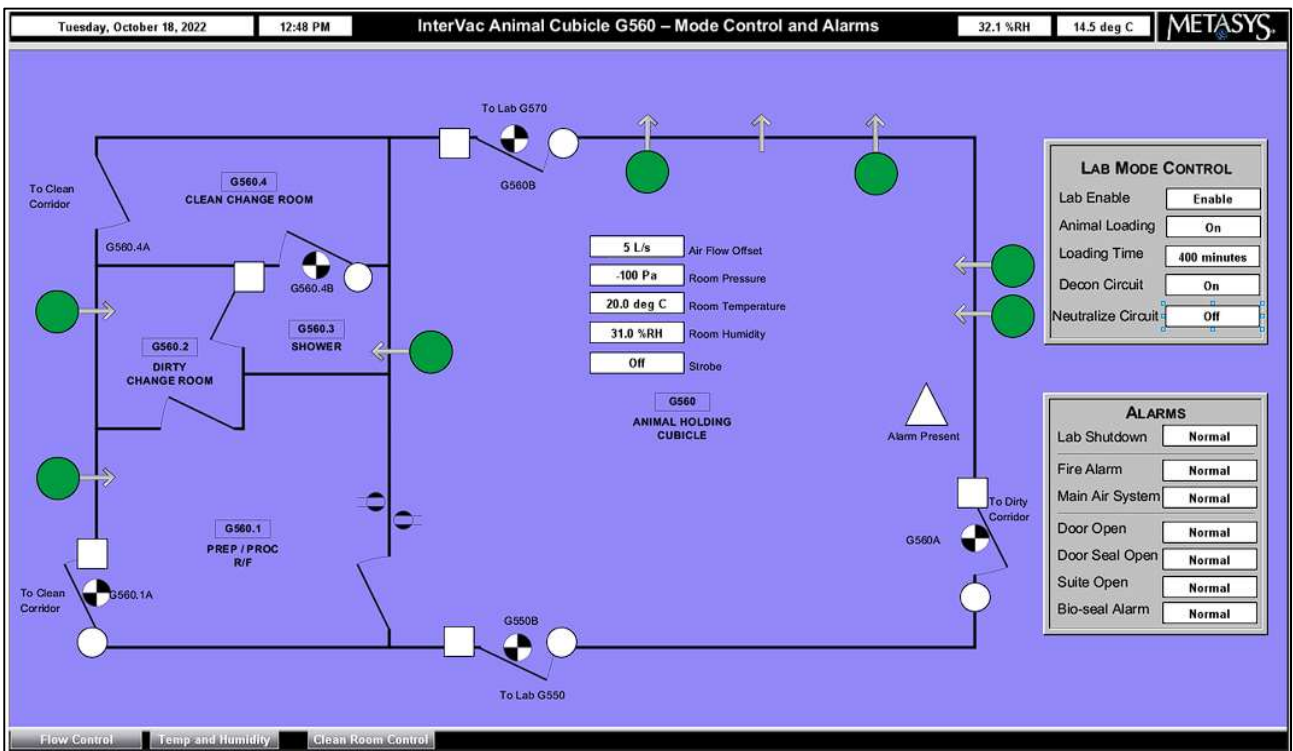 Tuesday, October 18, 2022
12:48 PM
InterVac Animal Cubicle G560 – Mode Control and Alarms
32.1 %RH
14.5 deg C
METASYS
To Lab G570
G560B
To Clean
Corridor
G560.4
CLEAN CHANGE ROOM
G560.4A
G560.4B
G560.3
SHOWER
G560.2
DIRTY
CHANGE ROOM
5 L/s Air Flow Offset
-100 Pa Room Pressure
20.0 deg C Room Temperature
31.0 %RH Room Humidity
Off Strobe
G560
ANIMAL HOLDING
CUBICLE
Alarm Present
G560.1
PREP / PROC
R/F
To Clean
Corridor
G560.1A
G550B
To Lab G550
To Dirty
Corridor
G560A
LAB MODE CONTROL
Lab Enable Enable
Animal Loading On
Loading Time 400 minutes
Decon Circuit On
Neutralize Circuit Off
ALARMS
Lab Shutdown Normal
Fire Alarm Normal
Main Air System Normal
Door Open Normal
Door Seal Open Normal
Suite Open Normal
Bio-seal Alarm Normal
Flow Control
Temp and Humidity
Clean Room Control